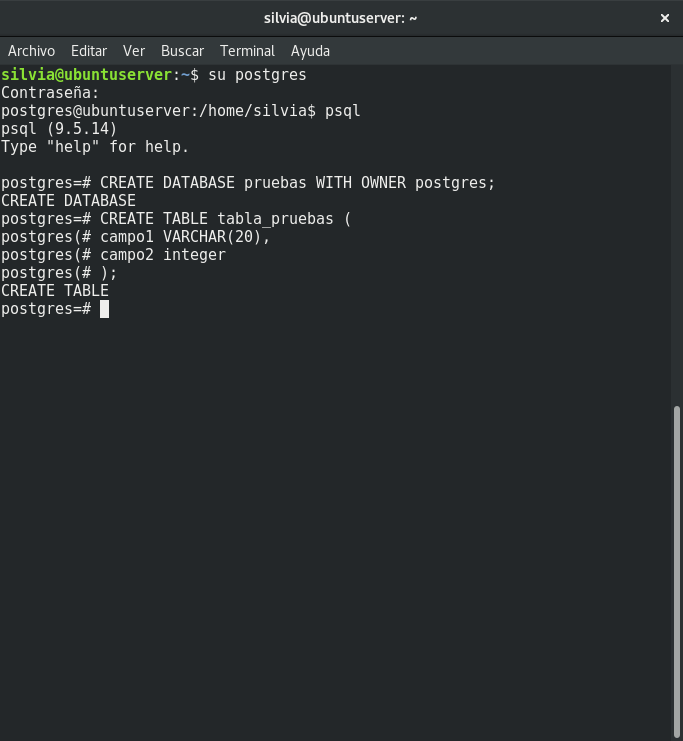 silvia@ubuntuserver: ~
×
Archivo Editar Ver Buscar Terminal Ayuda
silvia@ubuntuserver:~$ su postgres
Contraseña:
postgres@ubuntuserver:/home/silvia$ psql
psql (9.5.14)
Type "help" for help.

postgres=# CREATE DATABASE pruebas WITH OWNER postgres;
CREATE DATABASE
postgres=# CREATE TABLE tabla_pruebas (
postgres(# campo1 VARCHAR(20),
postgres(# campo2 integer
postgres(# );
CREATE TABLE
postgres=#